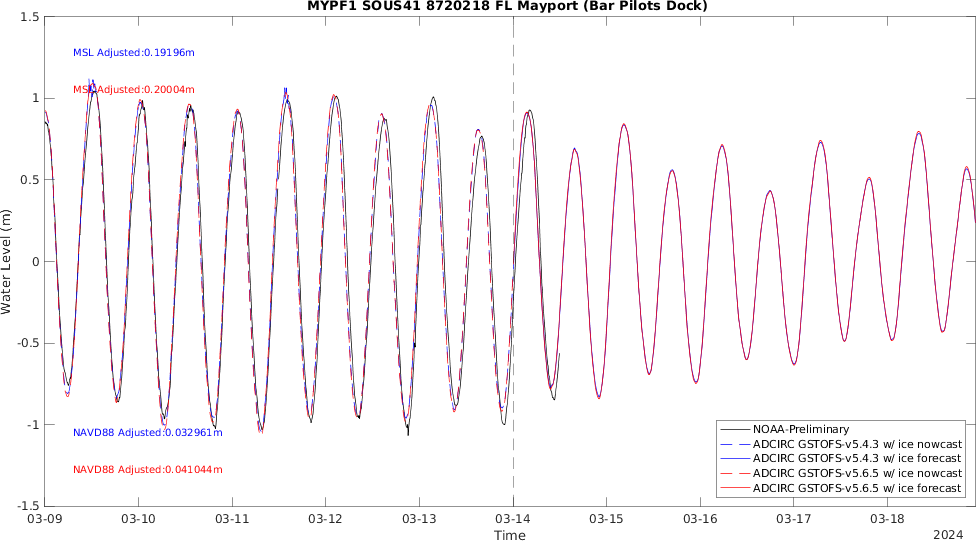 MYPF1 SOUS41 8720218 FL Mayport (Bar Pilots Dock)
1.5
MSL Adjusted:0.19196m
MSL Adjusted:0.20004m
1
0.5
Water Level (m)
0
-0.5
-1
NAVD88 Adjusted:0.032961m
NAVD88 Adjusted:0.041044m
-1.5
NOAA-Preliminary
ADCIRC GSTOFS-v5.4.3 w/ ice nowcast
ADCIRC GSTOFS-v5.4.3 w/ ice forecast
ADCIRC GSTOFS-v5.6.5 w/ ice nowcast
ADCIRC GSTOFS-v5.6.5 w/ ice forecast
03-09 03-10 03-11 03-12 03-13 03-14 03-15 03-16 03-17 03-18
Time
2024